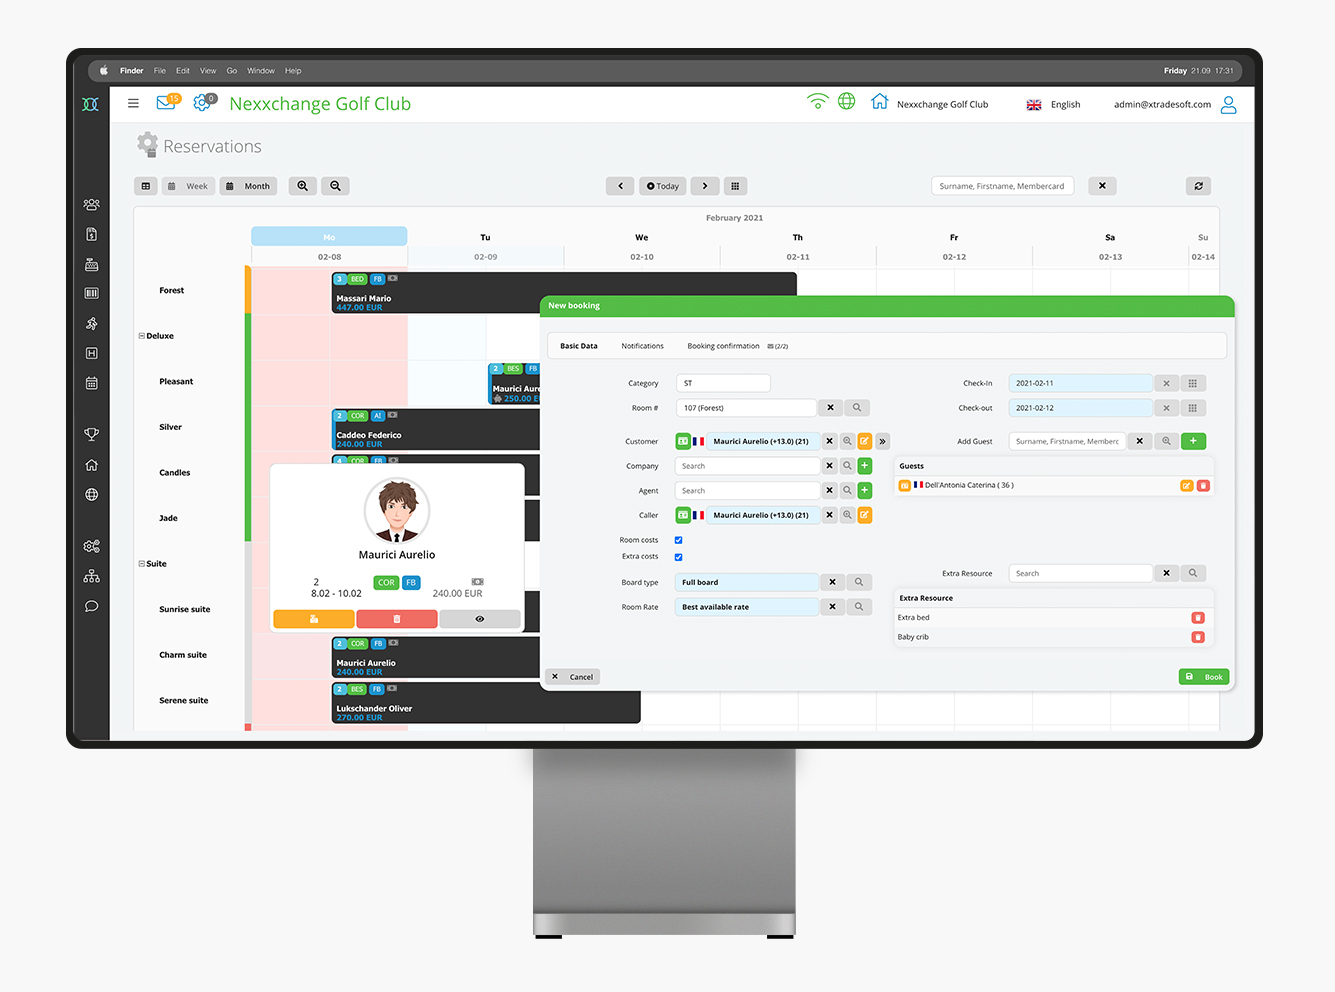 Finder File Edit View Go Window Help
Friday 21.09 17:31
15 0 Nexxchange Golf Club
Nexxchange Golf Club English admin@xtradesoft.com
Reservations
Week Month
Today
Surname, Firstname, Membercard
February 2021
Mo Tu We Th Fr Sa Su
02-08 02-09 02-10 02-11 02-12 02-13 02-14
Forest
3 BED FB
Massari Mario
447.00 EUR
Deluxe
Pleasant
2 BES FB
Maurici Aure
250.00 E
Silver
2 COR AI
Caddeo Federico
240.00 EUR
Candles
4 COR FB
Jade
Suite
Sunrise suite
Charm suite
2 COR FB
Maurici Aurelio
240.00 EUR
Serene suite
2 BES FB
Lukschander Oliver
270.00 EUR
Maurici Aurelio
2 COR FB
8.02 - 10.02 240.00 EUR
New booking
Basic Data Notifications Booking confirmation (2/2)
Category ST
Room # 107 (Forest)
Customer Maurici Aurelio (+13.0) (21)
Company Search
Agent Search
Caller Maurici Aurelio (+13.0) (21)
Room costs
Extra costs
Board type Full board
Room Rate Best available rate
Check-In 2021-02-11
Check-out 2021-02-12
Add Guest Surname, Firstname, Memberc
Guests
Dell'Antonia Caterina ( 36 )
Extra Resource Search
Extra Resource
Extra bed
Baby crib
Cancel
Book